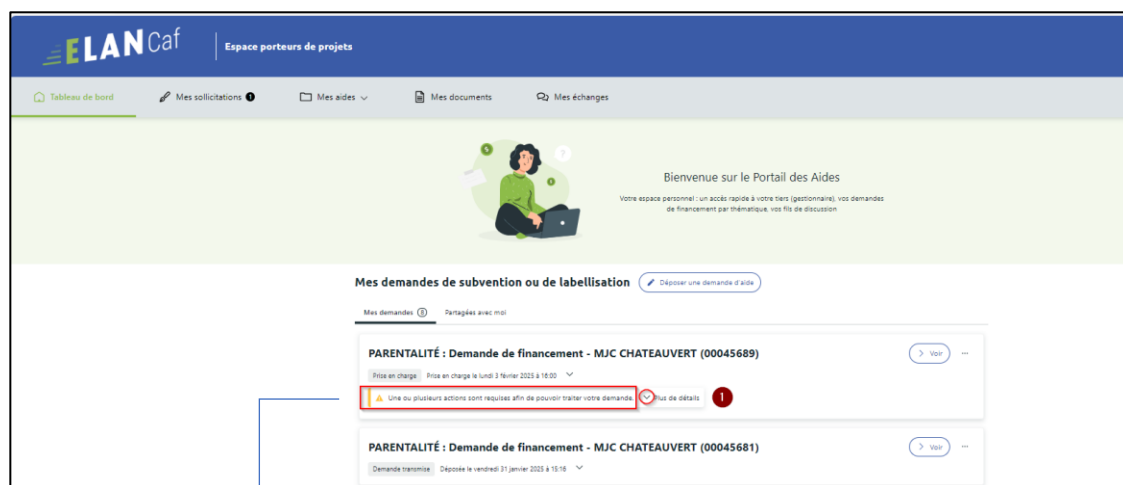 ELAN Caf
Espace porteurs de projets
Tableau de bord
Mes sollicitations 1
Mes aides
Mes documents
Mes échanges
Bienvenue sur le Portail des Aides
Votre espace personnel : un accès rapide à votre tiers (gestionnaire), vos demandes
de financement par thématique, vos fils de discussion
Mes demandes de subvention ou de labellisation
Déposer une demande d'aide
Mes demandes 8
Partagées avec moi
PARENTALITÉ : Demande de financement - MJC CHATEAUVERT (00045689)
Voir
Prise en charge Prise en charge le lundi 3 février 2025 à 16:00
Une ou plusieurs actions sont requises afin de pouvoir traiter votre demande. Plus de détails 1
PARENTALITÉ : Demande de financement - MJC CHATEAUVERT (00045681)
Voir
Demande transmise Déposée le vendredi 31 janvier 2025 à 15:16